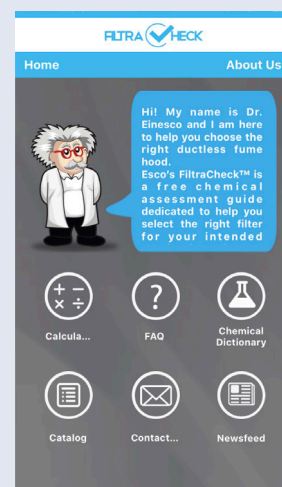 FILTRA CHECK
Home About Us
Hi! My name is Dr.
Einesco and I am here
to help you choose the
right ductless fume
hood.
Esco's FiltraCheck™ is
a free chemical
assessment guide
dedicated to help you
select the right filter
for your intended
+ −
× ÷
?
Calcula... FAQ Chemical
Dictionary
Catalog Contact... Newsfeed